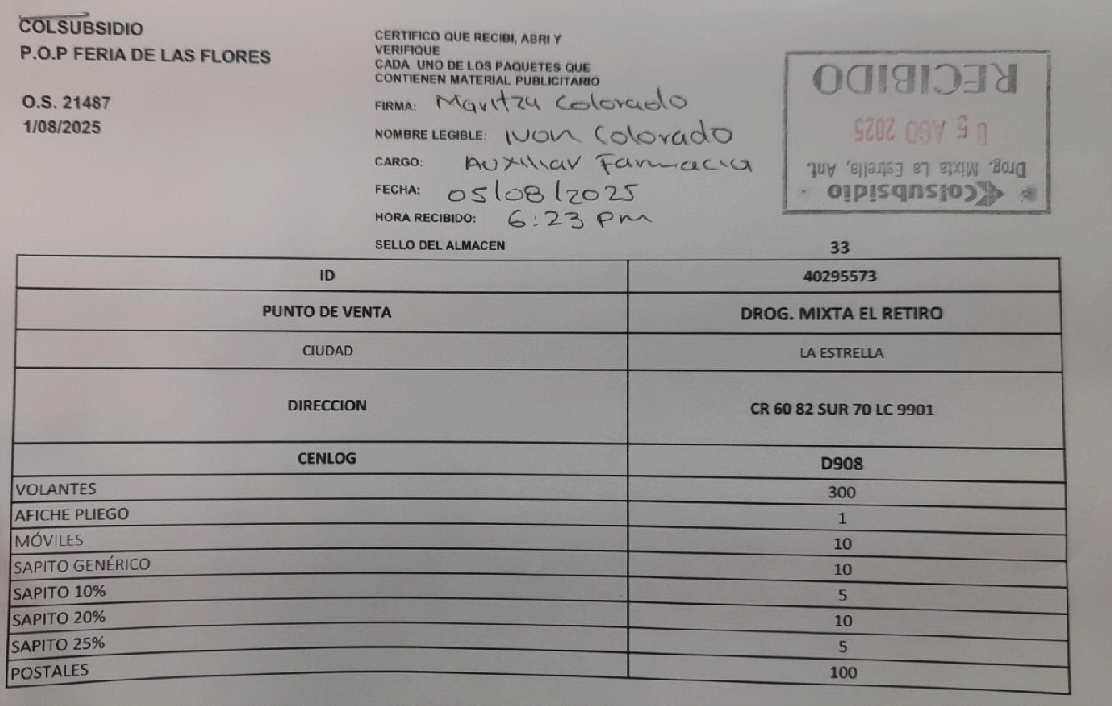 COLSUBSIDIO
P.O.P FERIA DE LAS FLORES
O.S. 21487
1/08/2025
CERTIFICO QUE RECIBI, ABRI Y
VERIFIQUE
CADA UNO DE LOS PAQUETES QUE
CONTIENEN MATERIAL PUBLICITARIO
FIRMA: Maritza Colorado
NOMBRE LEGIBLE: Ivon Colorado
CARGO: Auxiliar Farmacia
FECHA: 05/08/2025
HORA RECIBIDO: 6:23 pm
SELLO DEL ALMACEN
Colsubsidio
Drog. Mixta La Estrella, Ant.
05 AGO 2025
RECIBIDO
33
ID 40295573
PUNTO DE VENTA DROG. MIXTA EL RETIRO
CIUDAD LA ESTRELLA
DIRECCION CR 60 82 SUR 70 LC 9901
CENLOG D908
VOLANTES 300
AFICHE PLIEGO 1
MÓVILES 10
SAPITO GENÉRICO 10
SAPITO 10% 5
SAPITO 20% 10
SAPITO 25% 5
POSTALES 100